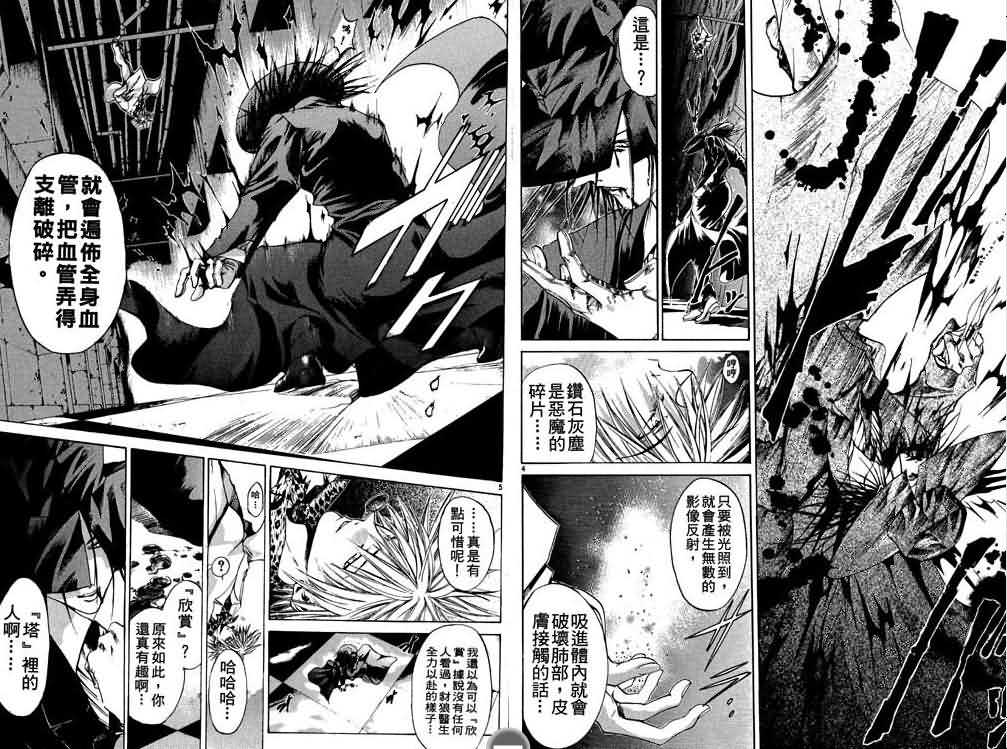 這是…?
哼哼
鑽石灰塵
是惡魔的
碎片……
只要被光照到，
就會產生無數的
影像反射，
吸進體內就會
破壞肺部，皮
膚接觸的話…
4
就會遍佈全身血
管，把血管弄得
支離破碎。
5
……真是有
點可惜呢！
我還以為可以『欣
賞』據說沒有任何
人看過，豺狼醫生
全力以赴的樣子…
哈…
?
哈哈哈
哈…
『欣賞』?
原來如此，你
還真有趣啊…
『塔』裡的
人啊……